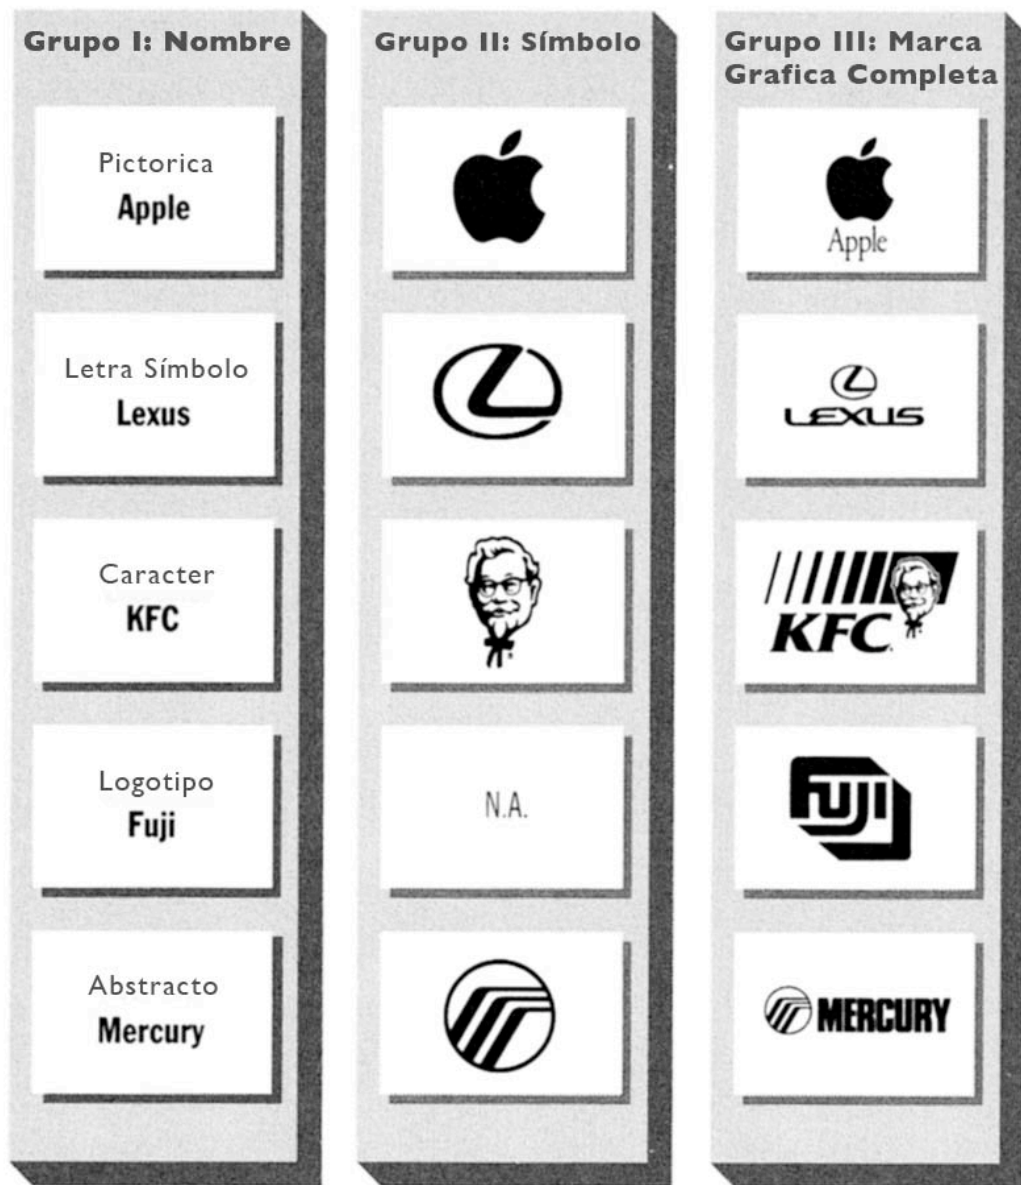 Grupo I: Nombre
Pictorica
Apple
Letra Símbolo
Lexus
Caracter
KFC
Logotipo
Fuji
Abstracto
Mercury
Grupo II: Símbolo
N.A.
Grupo III: Marca
Grafica Completa
Apple
LEXUS
KFC
FUJI
MERCURY